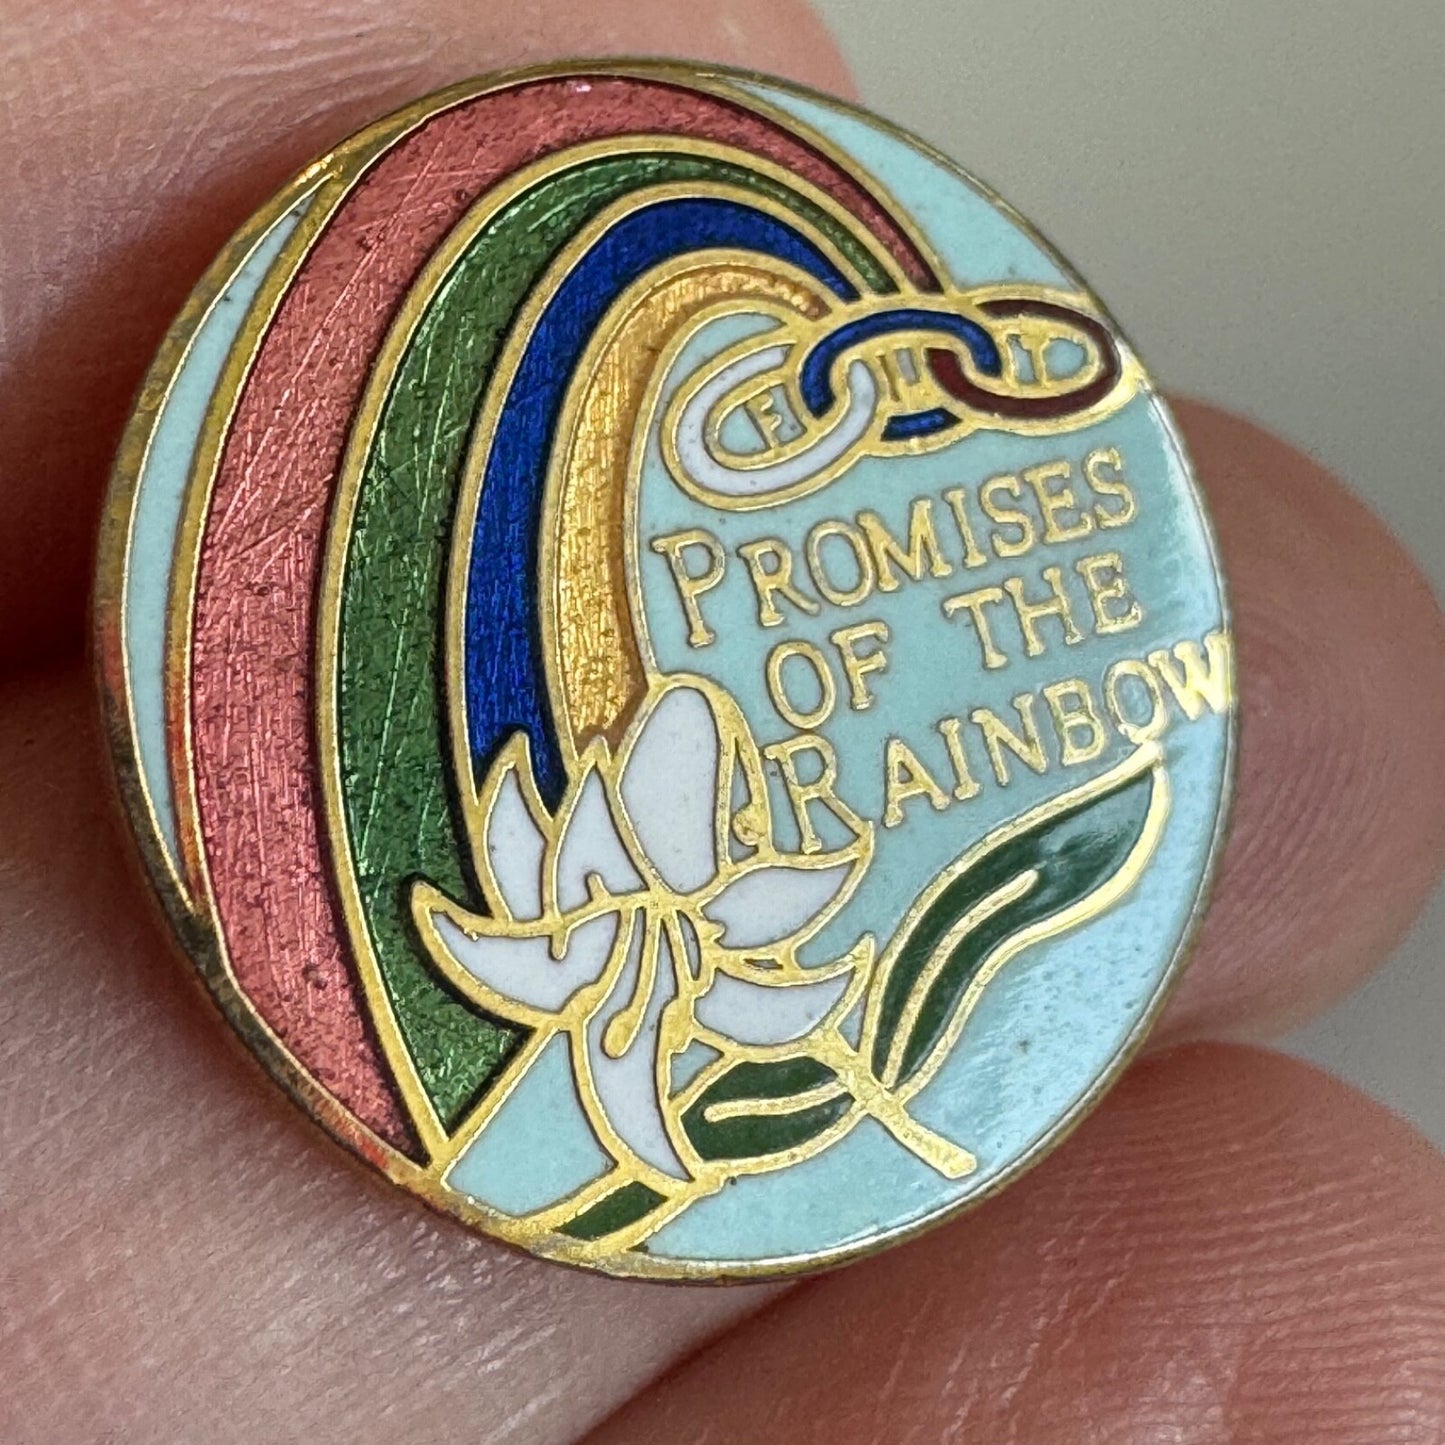 F L T
PROMISES
OF THE
RAINBOW